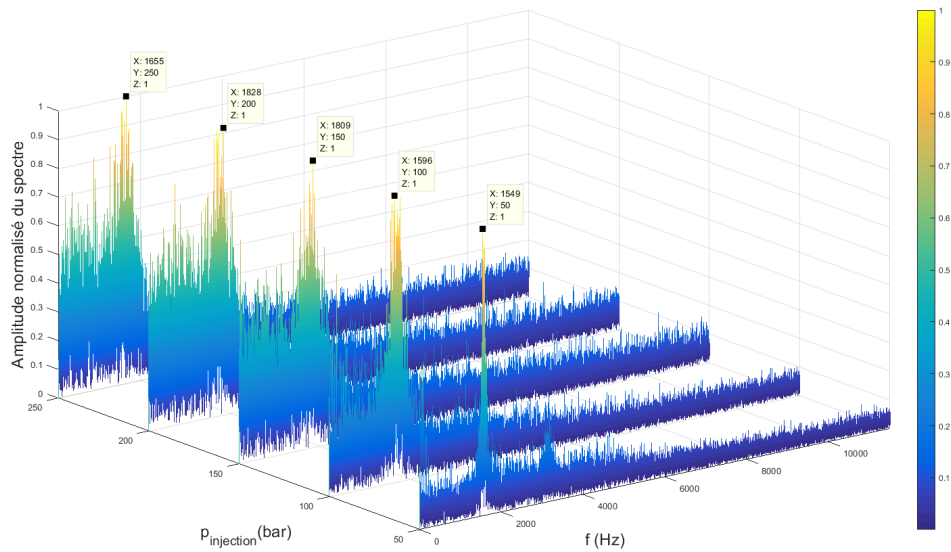 X: 1655
Y: 250
Z: 1
X: 1828
Y: 200
Z: 1
X: 1809
Y: 150
Z: 1
X: 1596
Y: 100
Z: 1
X: 1549
Y: 50
Z: 1
Amplitude normalisé du spectre
1
0.9
0.8
0.7
0.6
0.5
0.4
0.3
0.2
0.1
0
250
200
150
100
50
p_injection(bar)
0
2000
4000
6000
8000
10000
f (Hz)
1
0.9
0.8
0.7
0.6
0.5
0.4
0.3
0.2
0.1